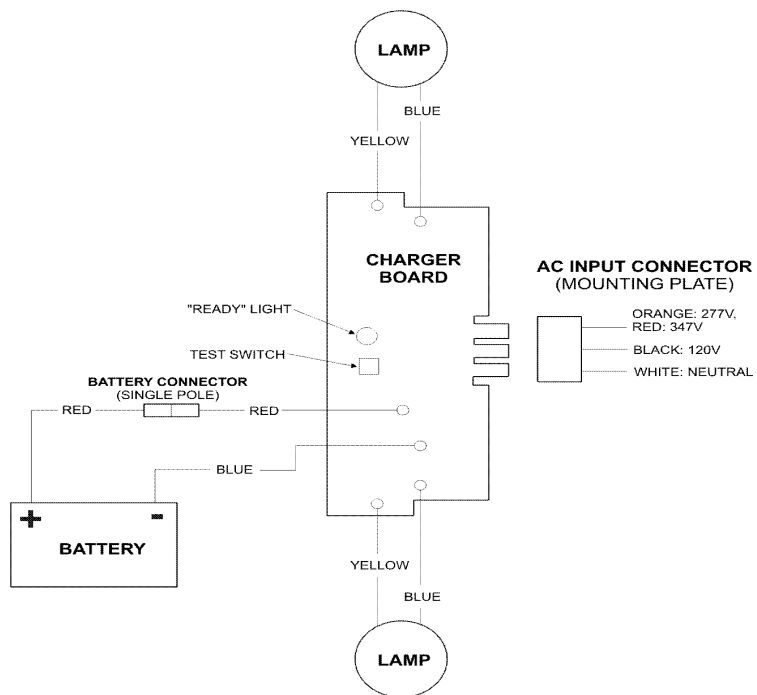 LAMP
BLUE
YELLOW
CHARGER
BOARD
AC INPUT CONNECTOR
(MOUNTING PLATE)
ORANGE: 277V,
RED: 347V
BLACK: 120V
WHITE: NEUTRAL
"READY" LIGHT
TEST SWITCH
BATTERY CONNECTOR
(SINGLE POLE)
RED
RED
BLUE
+ -
BATTERY
YELLOW
BLUE
LAMP